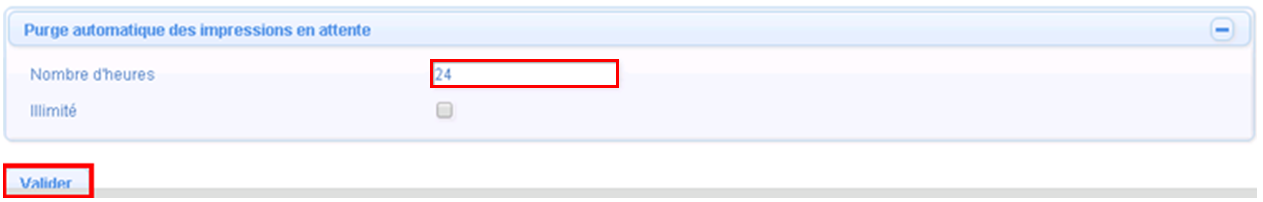 Purge automatique des impressions en attente
Nombre d'heures
24
Illimité
Valider